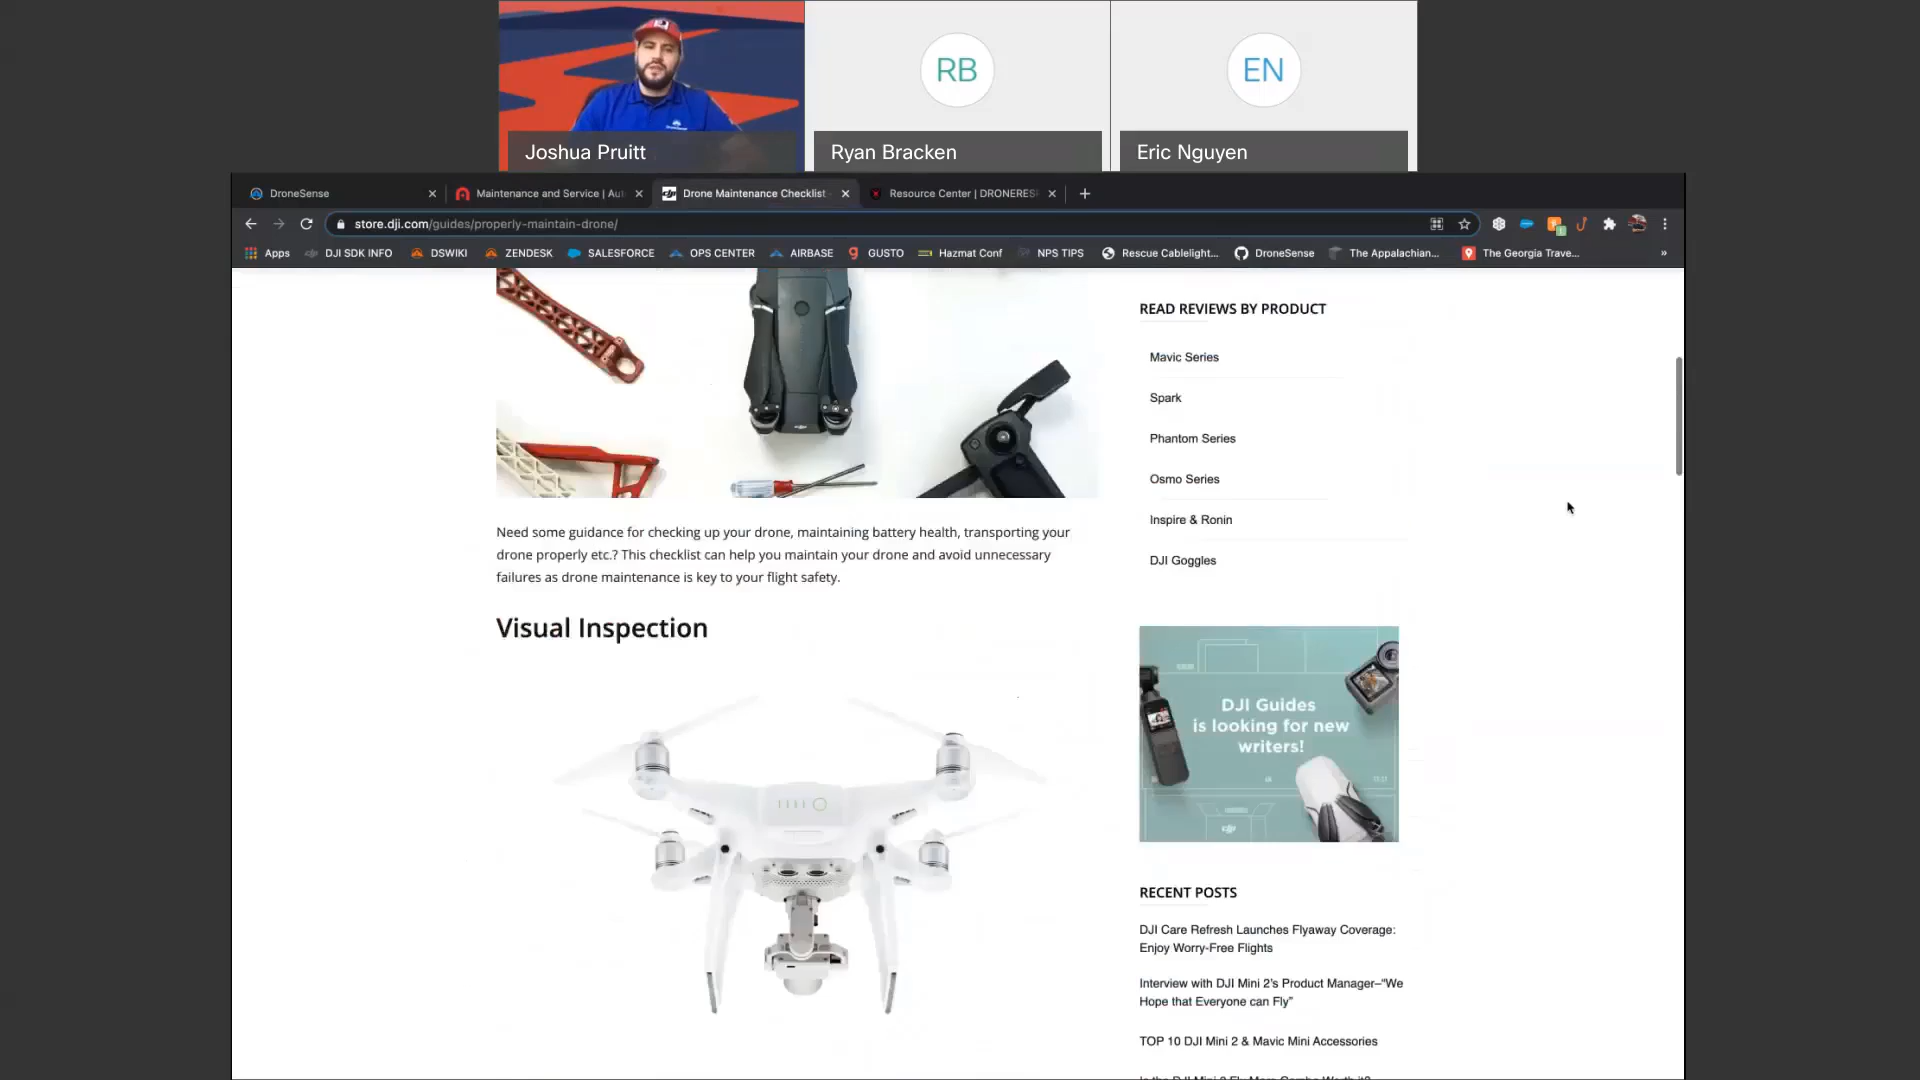 RB
EN
Joshua Pruitt
Ryan Bracken
Eric Nguyen
DroneSense
Maintenance and Service | Aut
Drone Maintenance Checklist
Resource Center | DRONERES
store.dji.com/guides/properly-maintain-drone/
Apps
DJI SDK INFO
DSWIKI
ZENDESK
SALESFORCE
OPS CENTER
AIRBASE
GUSTO
Hazmat Conf
NPS TIPS
Rescue Cablelight...
DroneSense
The Appalachian...
The Georgia Trave...
»
READ REVIEWS BY PRODUCT
Mavic Series
Spark
Phantom Series
Osmo Series
Inspire & Ronin
DJI Goggles
Need some guidance for checking up your drone, maintaining battery health, transporting your
drone properly etc.? This checklist can help you maintain your drone and avoid unnecessary
failures as drone maintenance is key to your flight safety.
Visual Inspection
DJI Guides
is looking for new
writers!
RECENT POSTS
DJI Care Refresh Launches Flyaway Coverage:
Enjoy Worry-Free Flights
Interview with DJI Mini 2's Product Manager–“We
Hope that Everyone can Fly”
TOP 10 DJI Mini 2 & Mavic Mini Accessories